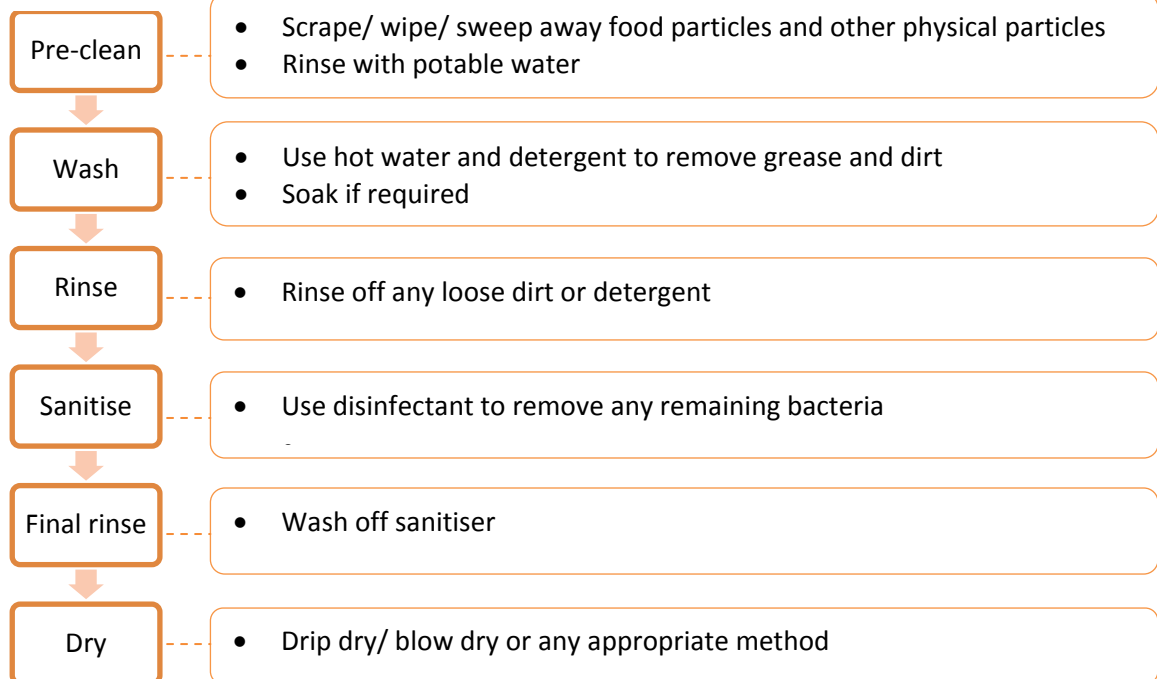 Pre-clean
• Scrape/ wipe/ sweep away food particles and other physical particles
• Rinse with potable water
Wash
• Use hot water and detergent to remove grease and dirt
• Soak if required
Rinse
• Rinse off any loose dirt or detergent
Sanitise
• Use disinfectant to remove any remaining bacteria
Final rinse
• Wash off sanitiser
Dry
• Drip dry/ blow dry or any appropriate method